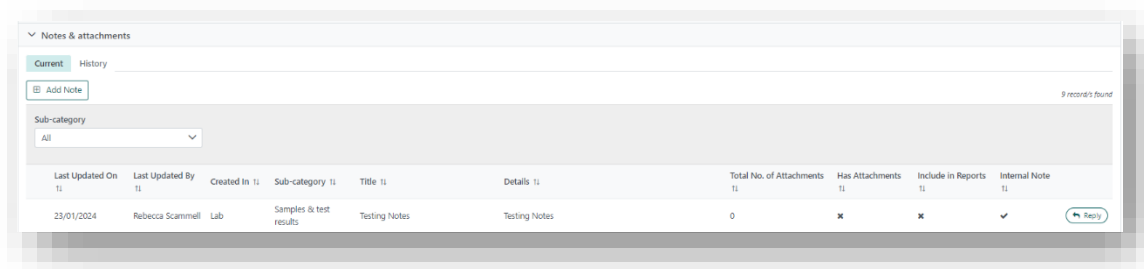 Notes & attachments
Current History
Add Note
9 record/s found
Sub-category
All
Last Updated On Last Updated By Created In Sub-category Title Details Total No. of Attachments Has Attachments Include in Reports Internal Note
23/01/2024 Rebecca Scammell Lab Samples & test results Testing Notes Testing Notes 0 Reply